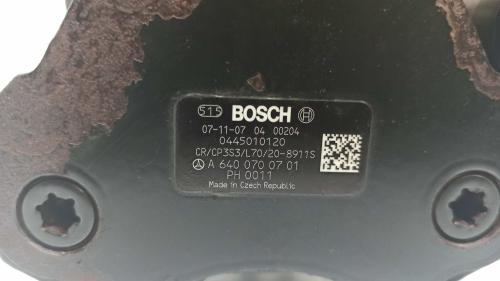 515 BOSCH
07-11-07 04 00204
0445010120
CR/CP3S3/L70/20-8911S
A 640 070 07 01
PH 0011
Made in Czech Republic